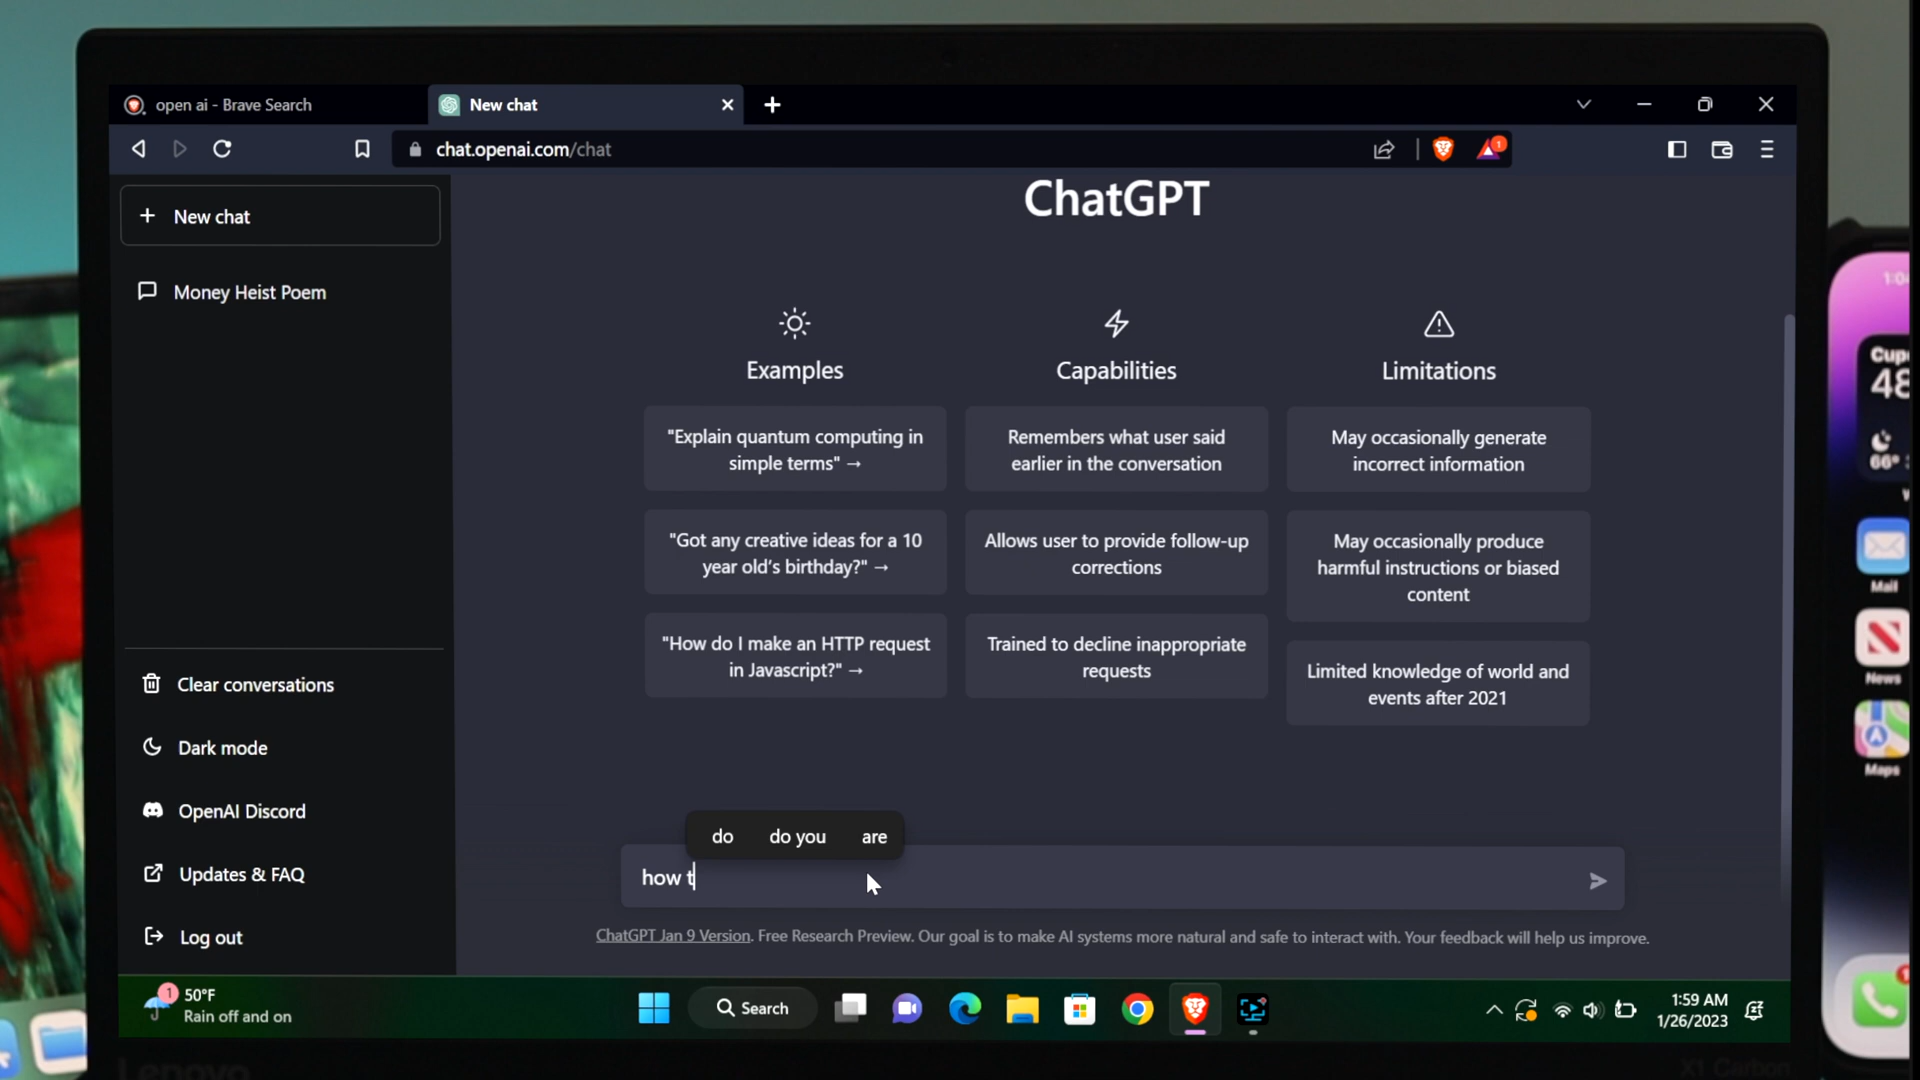 open ai - Brave Search
New chat
chat.openai.com/chat
1
New chat
Money Heist Poem
Clear conversations
Dark mode
OpenAI Discord
Updates & FAQ
Log out
ChatGPT
Examples
"Explain quantum computing in
simple terms" →
"Got any creative ideas for a 10
year old's birthday?" →
"How do I make an HTTP request
in Javascript?" →
Capabilities
Remembers what user said
earlier in the conversation
Allows user to provide follow-up
corrections
Trained to decline inappropriate
requests
Limitations
May occasionally generate
incorrect information
May occasionally produce
harmful instructions or biased
content
Limited knowledge of world and
events after 2021
do do you are
how t
ChatGPT Jan 9 Version. Free Research Preview. Our goal is to make AI systems more natural and safe to interact with. Your feedback will help us improve.
1
50°F
Rain off and on
Search
1:59 AM
1/26/2023
Lenovo
X1 Carbon
48
66°
Mail
News
Maps